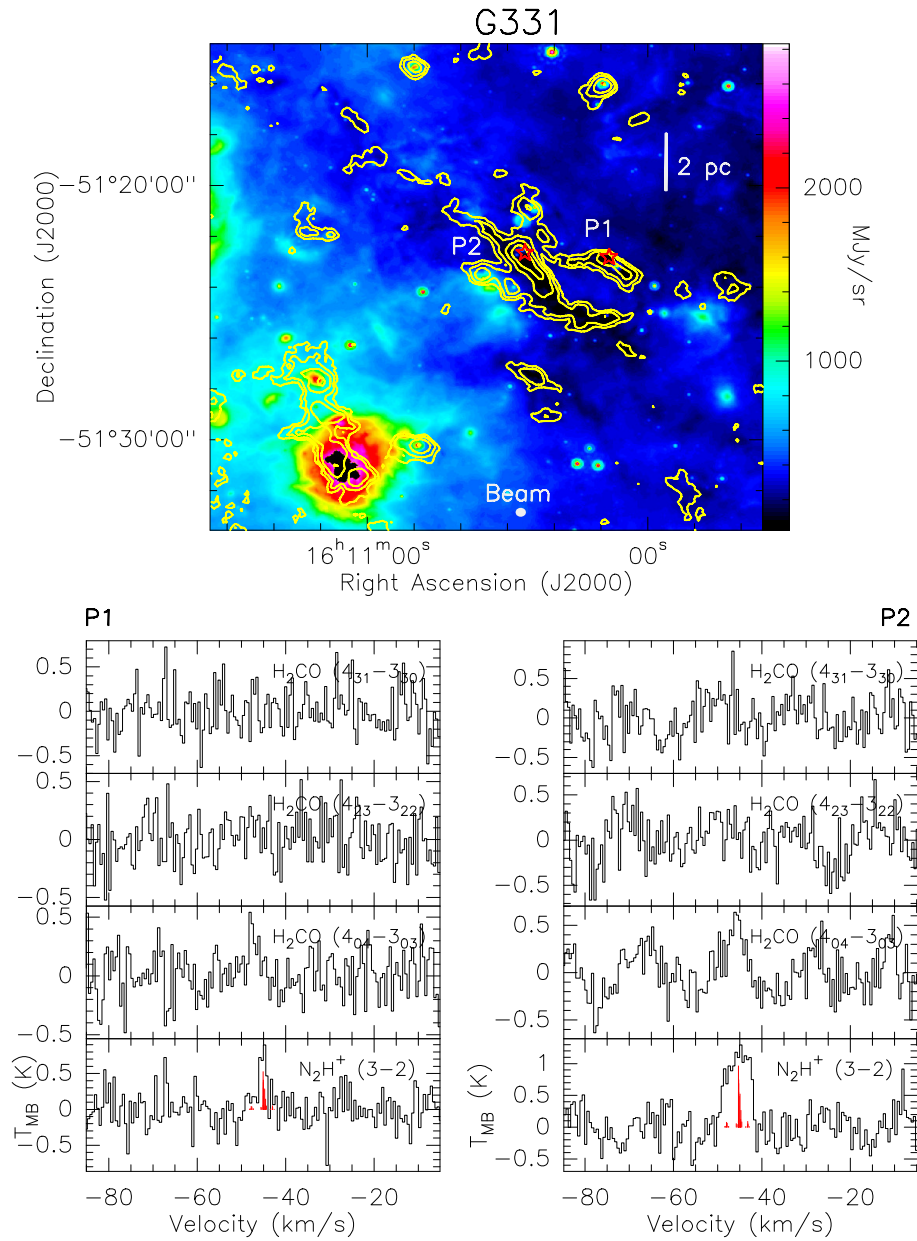 G331
−51°20'00''
−51°30'00''
Declination (J2000)
P1
P2
2 pc
Beam
2000
1000
MJy/sr
16ʰ11ᵐ00ˢ
00ˢ
Right Ascension (J2000)
P1
P2
H₂CO (4₃₁−3₃₀)
0.5
0
−0.5
H₂CO (4₂₃−3₂₂)
0.5
0
−0.5
H₂CO (4₀₄−3₀₃)
0.5
0
−0.5
N₂H⁺ (3−2)
0.5
0
−0.5
T_MB (K)
−80 −60 −40 −20
Velocity (km/s)
H₂CO (4₃₁−3₃₀)
0.5
0
−0.5
H₂CO (4₂₃−3₂₂)
0.5
0
−0.5
H₂CO (4₀₄−3₀₃)
0.5
0
−0.5
N₂H⁺ (3−2)
1
0.5
0
−0.5
T_MB (K)
−80 −60 −40 −20
Velocity (km/s)